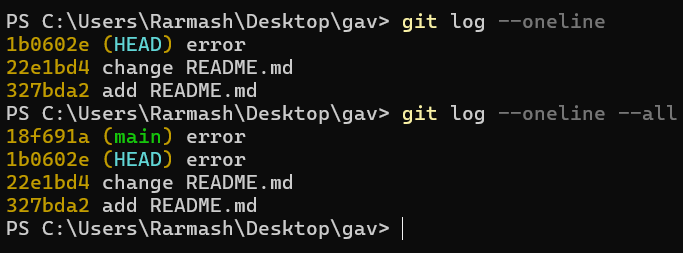 PS C:\Users\Rarmash\Desktop\gav> git log --oneline
1b0602e (HEAD) error
22e1bd4 change README.md
327bda2 add README.md
PS C:\Users\Rarmash\Desktop\gav> git log --oneline --all
18f691a (main) error
1b0602e (HEAD) error
22e1bd4 change README.md
327bda2 add README.md
PS C:\Users\Rarmash\Desktop\gav>